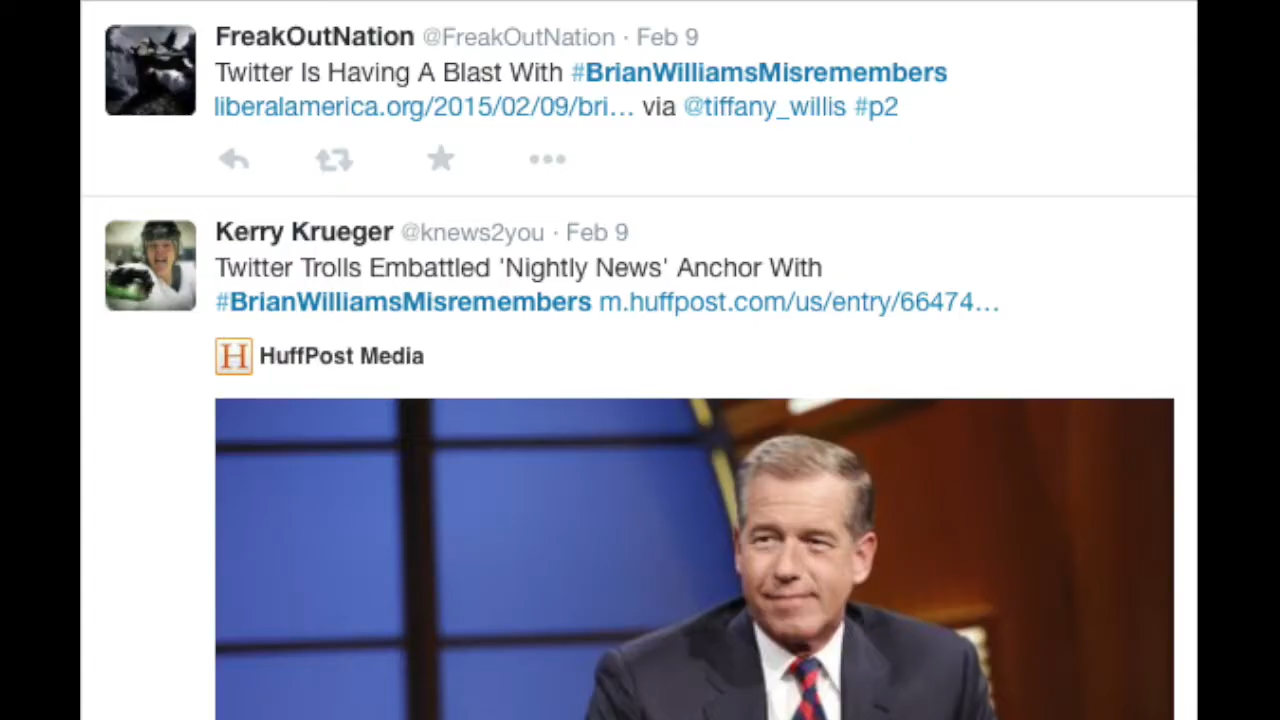 FreakOutNation @FreakOutNation · Feb 9
Twitter Is Having A Blast With #BrianWilliamsMisremembers
liberalamerica.org/2015/02/09/bri... via @tiffany_willis #p2
Kerry Krueger @knews2you · Feb 9
Twitter Trolls Embattled 'Nightly News' Anchor With
#BrianWilliamsMisremembers m.huffpost.com/us/entry/66474...
H HuffPost Media